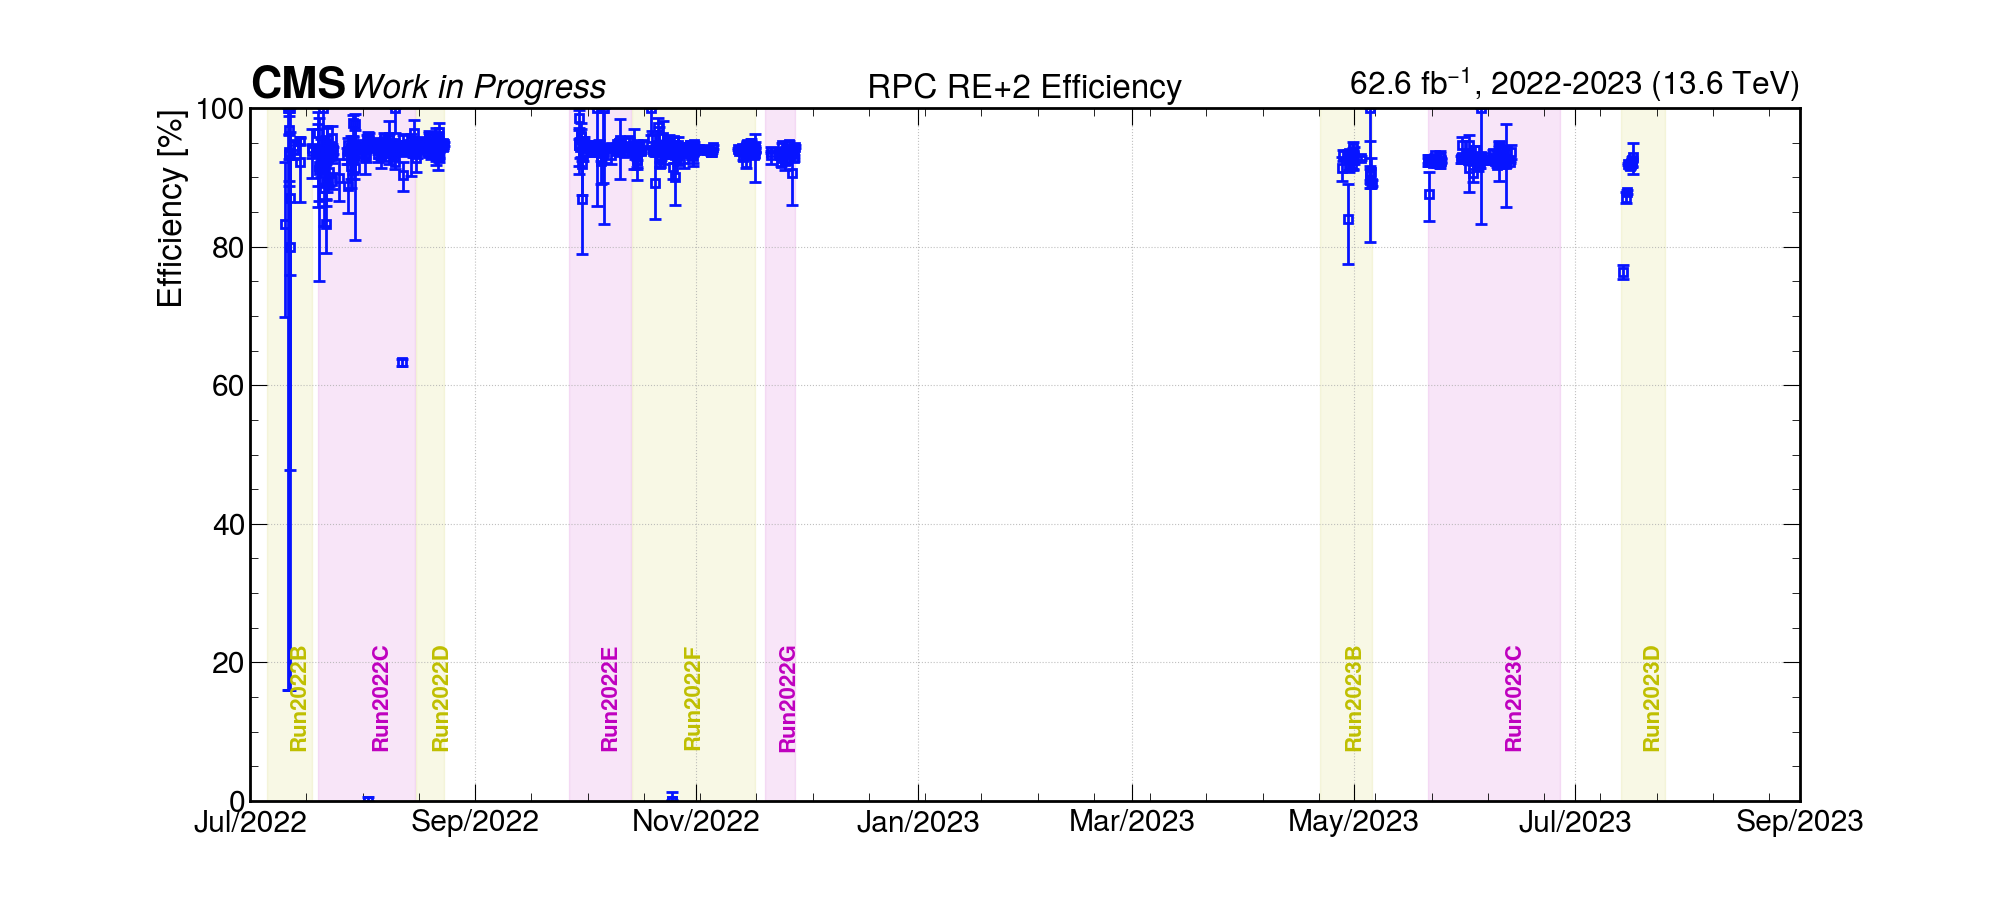 CMS Work in Progress RPC RE+2 Efficiency 62.6 fb⁻¹, 2022-2023 (13.6 TeV)
Efficiency [%]
100
80
60
40
20
0
Run2022B
Run2022C
Run2022D
Run2022E
Run2022F
Run2022G
Run2023B
Run2023C
Run2023D
Jul/2022 Sep/2022 Nov/2022 Jan/2023 Mar/2023 May/2023 Jul/2023 Sep/2023